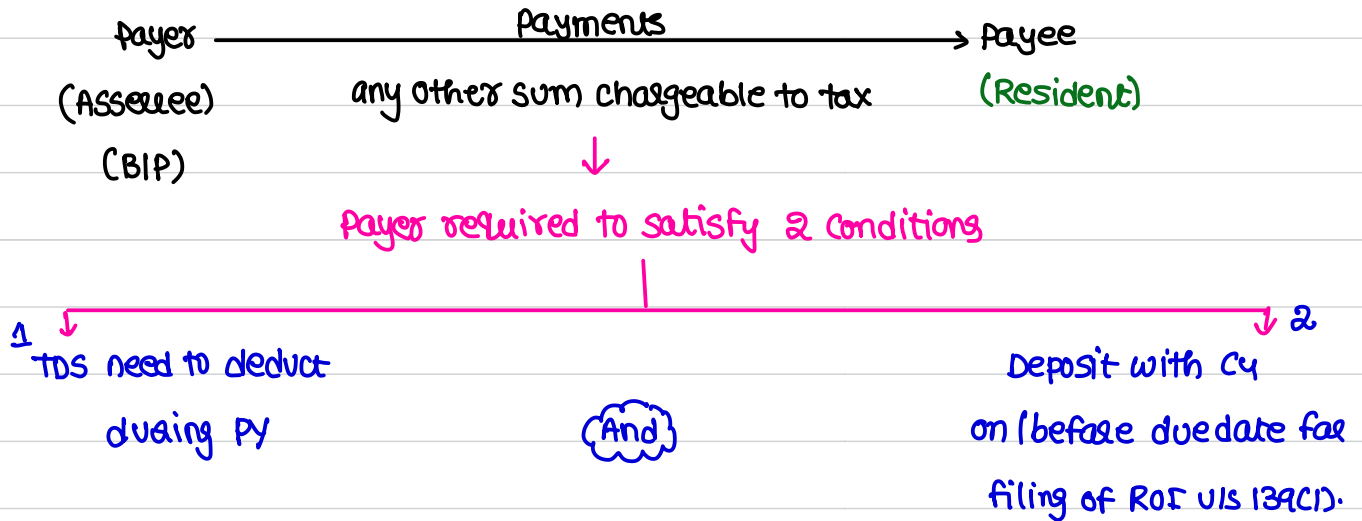 Payments
Payer Payee
(Assessee) any other sum chargeable to tax (Resident)
(BIP)
Payer required to satisfy 2 conditions
1 2
TDS need to deduct Deposit with CG
during PY And on/before due date for
filing of ROI U/S 139(1).